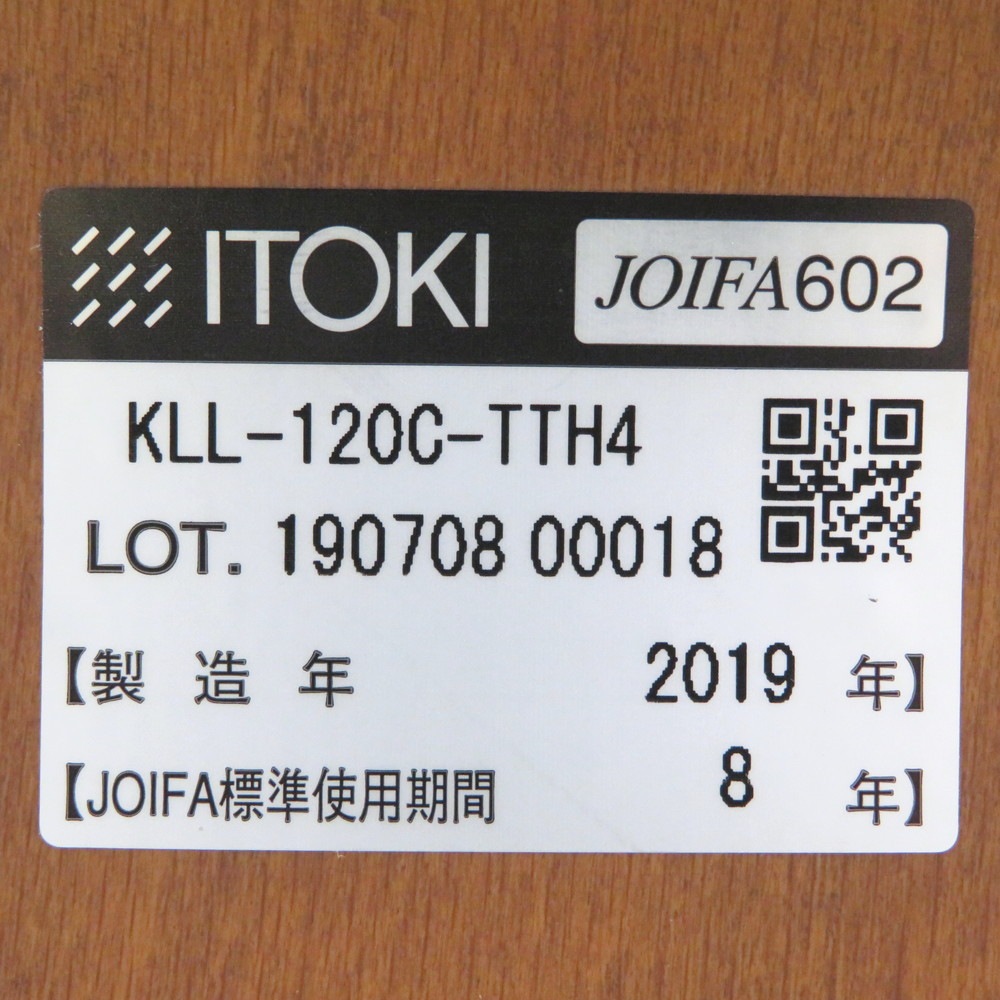 ITOKI JOIFA602
KLL-120C-TTH4
LOT. 190708 00018
【製造年 2019 年】
【JOIFA標準使用期間 8 年】